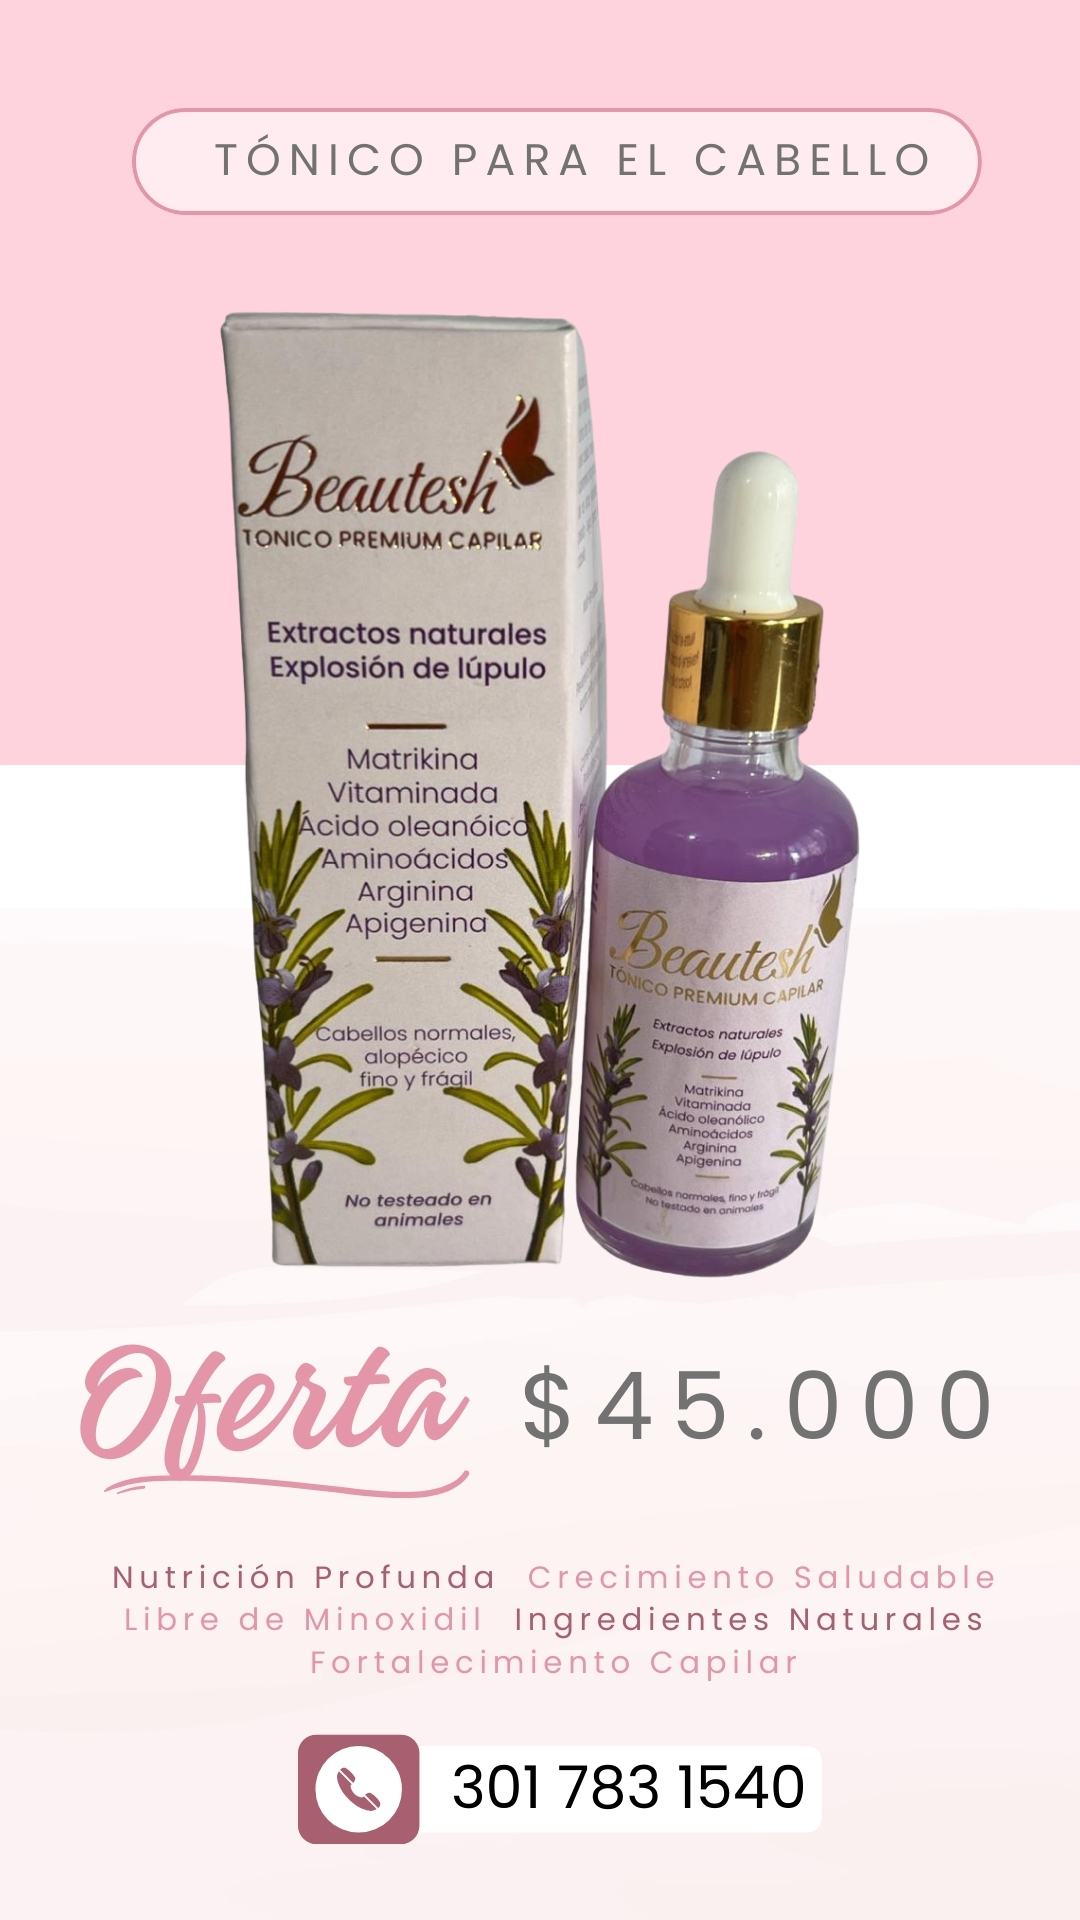 TÓNICO PARA EL CABELLO
Beautesh
TONICO PREMIUM CAPILAR
Extractos naturales
Explosión de lúpulo
Matrikina
Vitaminada
Ácido oleanóico
Aminoácidos
Arginina
Apigenina
Cabellos normales,
alopécico
fino y frágil
No testeado en
animales
Beautesh
TÓNICO PREMIUM CAPILAR
Extractos naturales
Explosión de lúpulo
Matrikina
Vitaminada
Ácido oleanólico
Aminoácidos
Arginina
Apigenina
Cabellos normales, fino y frágil
No testado en animales
Oferta $45.000
Nutrición Profunda Crecimiento Saludable
Libre de Minoxidil Ingredientes Naturales
Fortalecimiento Capilar
301 783 1540